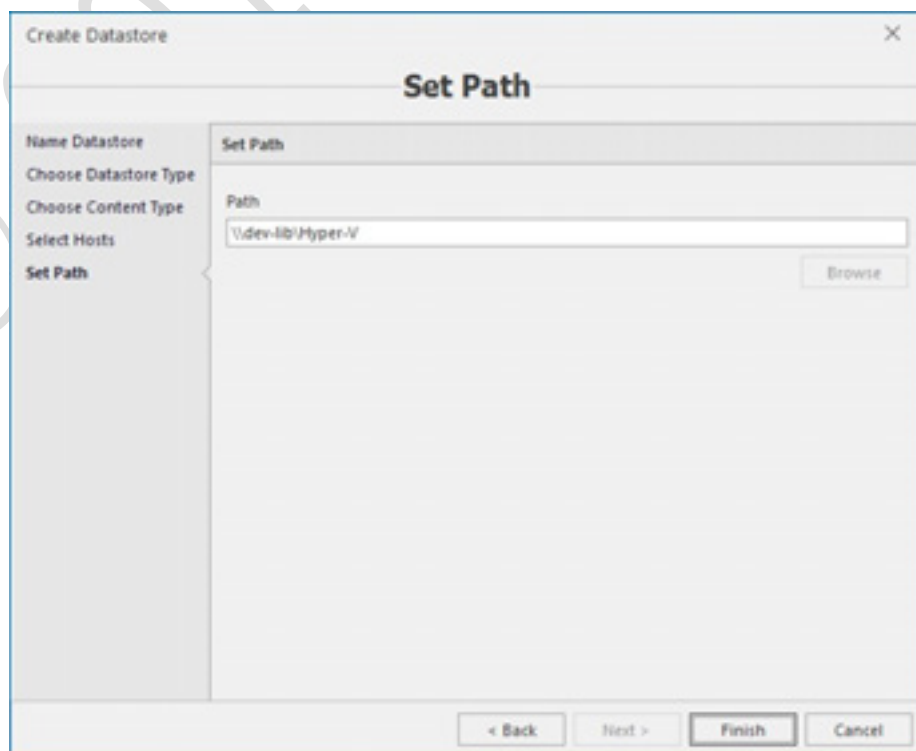 Create Datastore
Set Path
Name Datastore
Choose Datastore Type
Choose Content Type
Select Hosts
Set Path
Set Path
Path
\\dev-lib\Hyper-V
Browse
< Back
Next >
Finish
Cancel